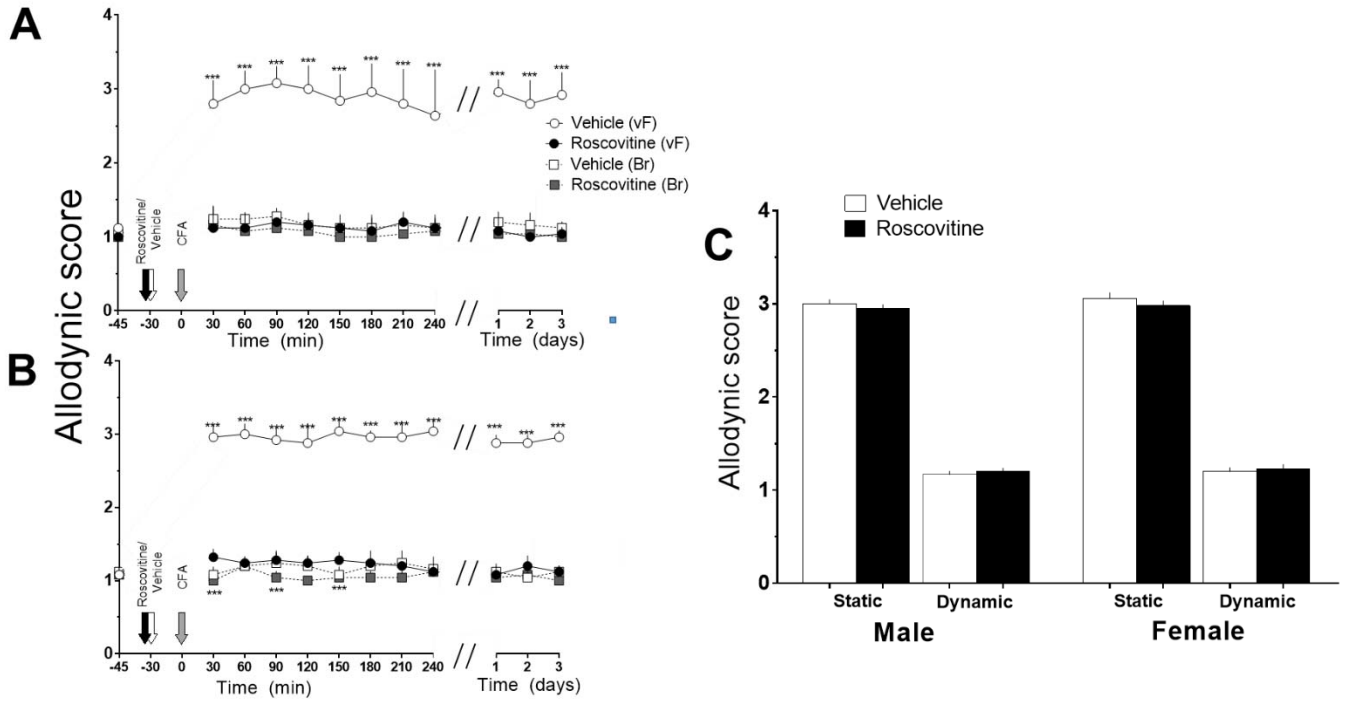 A
4
3
2
1
0
*** *** *** *** *** *** *** *** *** *** ***
Vehicle (vF)
Roscovitine (vF)
Vehicle (Br)
Roscovitine (Br)
Roscovitine/
Vehicle
CFA
//
//
-45 -30 0 30 60 90 120 150 180 210 240 1 2 3
Time (min) Time (days)
Allodynic score
B
4
3
2
1
0
*** *** *** *** *** *** *** *** *** *** ***
*** *** ***
Roscovitine/
Vehicle
CFA
//
//
-45 -30 0 30 60 90 120 150 180 210 240 1 2 3
Time (min) Time (days)
C
Vehicle
Roscovitine
Allodynic score
4
3
2
1
0
Static Dynamic Static Dynamic
Male Female